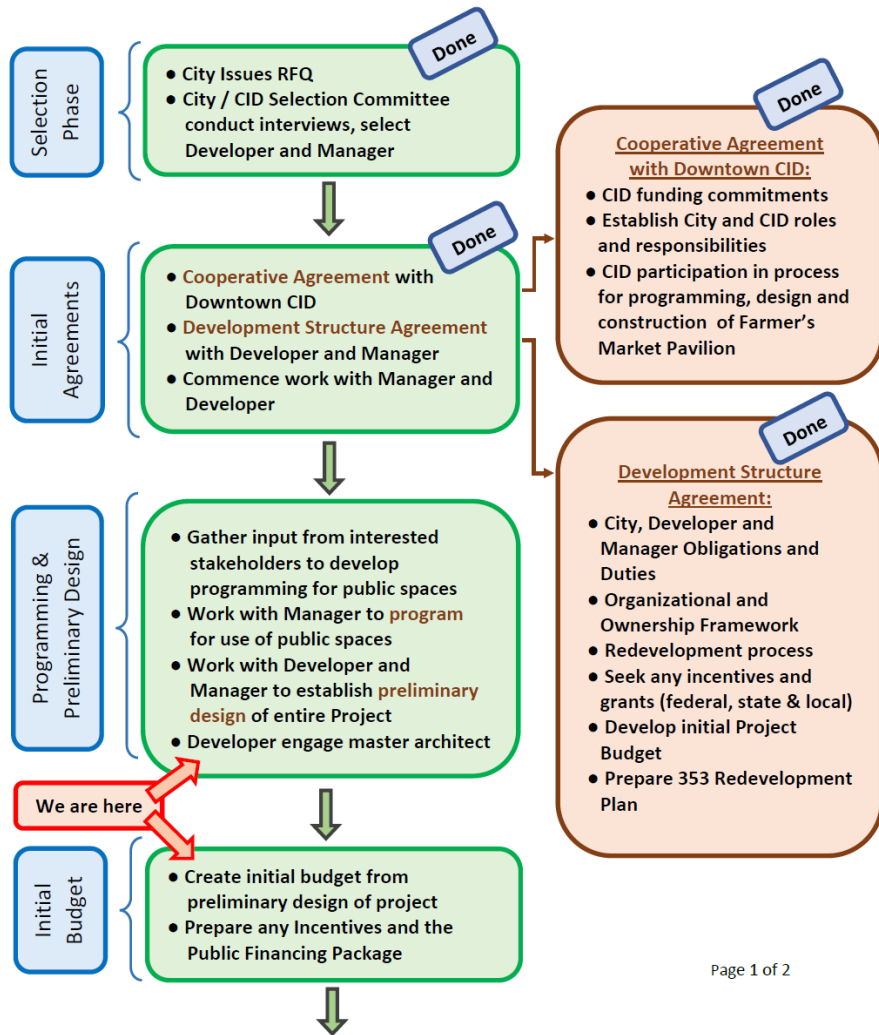 Selection
Phase
Done
● City Issues RFQ
● City / CID Selection Committee
conduct interviews, select
Developer and Manager
Initial
Agreements
Done
● Cooperative Agreement with
Downtown CID
● Development Structure Agreement
with Developer and Manager
● Commence work with Manager and
Developer
Done
Cooperative Agreement
with Downtown CID:
● CID funding commitments
● Establish City and CID roles
and responsibilities
● CID participation in process
for programming, design and
construction of Farmer's
Market Pavilion
Done
Development Structure
Agreement:
● City, Developer and
Manager Obligations and
Duties
● Organizational and
Ownership Framework
● Redevelopment process
● Seek any incentives and
grants (federal, state & local)
● Develop initial Project
Budget
● Prepare 353 Redevelopment
Plan
Programming &
Preliminary Design
● Gather input from interested
stakeholders to develop
programming for public spaces
● Work with Manager to program
for use of public spaces
● Work with Developer and
Manager to establish preliminary
design of entire Project
● Developer engage master architect
We are here
Initial
Budget
● Create initial budget from
preliminary design of project
● Prepare any Incentives and the
Public Financing Package
Page 1 of 2